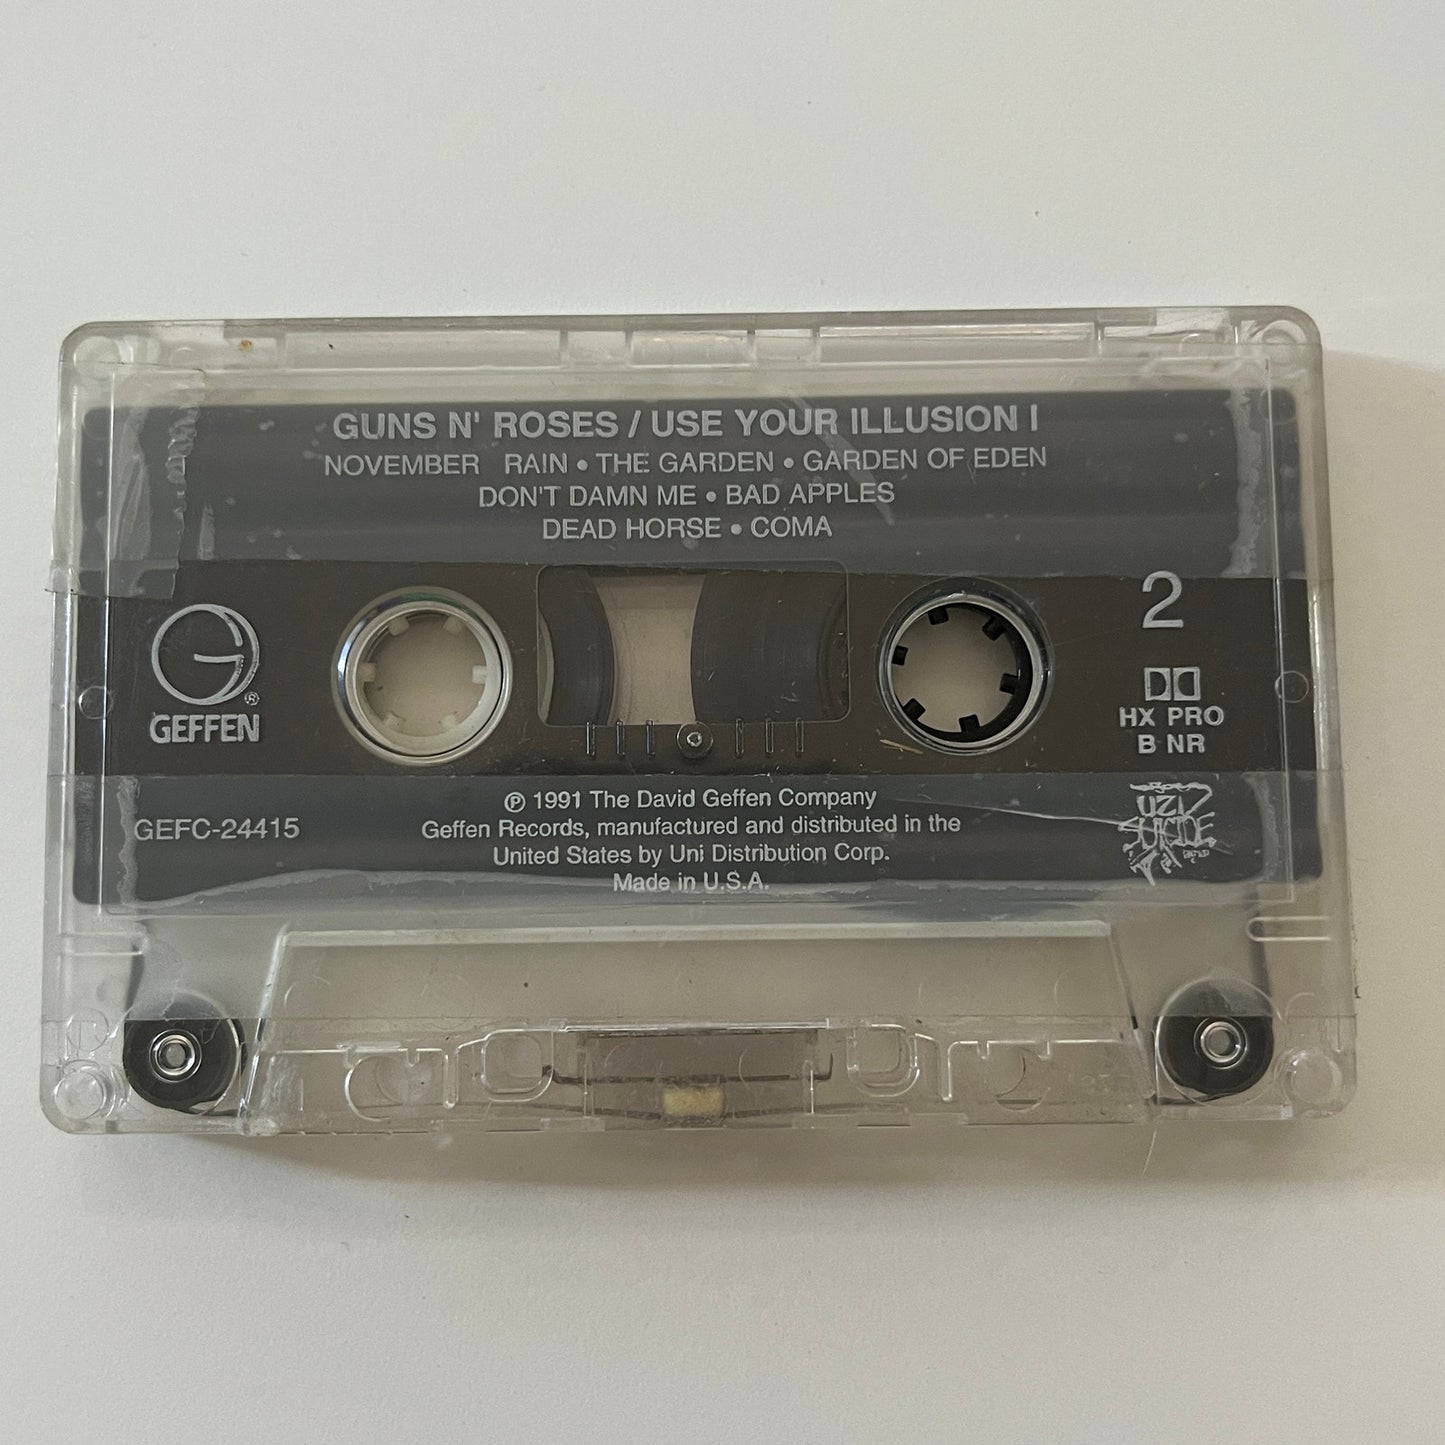 GUNS N' ROSES / USE YOUR ILLUSION I
NOVEMBER RAIN • THE GARDEN • GARDEN OF EDEN
DON'T DAMN ME • BAD APPLES
DEAD HORSE • COMA
2
G®
GEFFEN
HX PRO
B NR
GEFC-24415
℗ 1991 The David Geffen Company
Geffen Records, manufactured and distributed in the
United States by Uni Distribution Corp.
Made in U.S.A.
UZI
SUICIDE